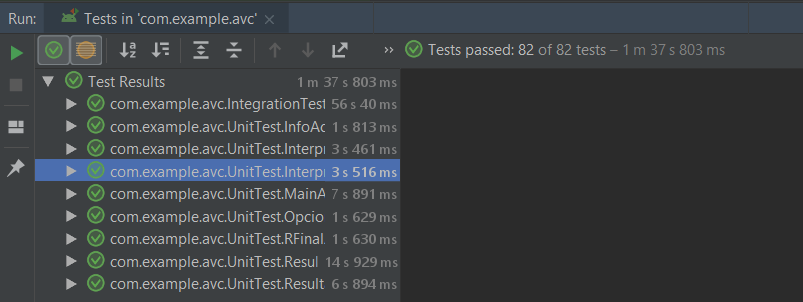 Run: Tests in 'com.example.avc' ×
» Tests passed: 82 of 82 tests – 1 m 37 s 803 ms
Test Results 1 m 37 s 803 ms
com.example.avc.IntegrationTest 56 s 40 ms
com.example.avc.UnitTest.InfoAc 1 s 813 ms
com.example.avc.UnitTest.Interpr 3 s 461 ms
com.example.avc.UnitTest.Interpr 3 s 516 ms
com.example.avc.UnitTest.MainA 7 s 891 ms
com.example.avc.UnitTest.Opcio 1 s 629 ms
com.example.avc.UnitTest.RFinal. 1 s 630 ms
com.example.avc.UnitTest.Resul 14 s 929 ms
com.example.avc.UnitTest.Result 6 s 894 ms